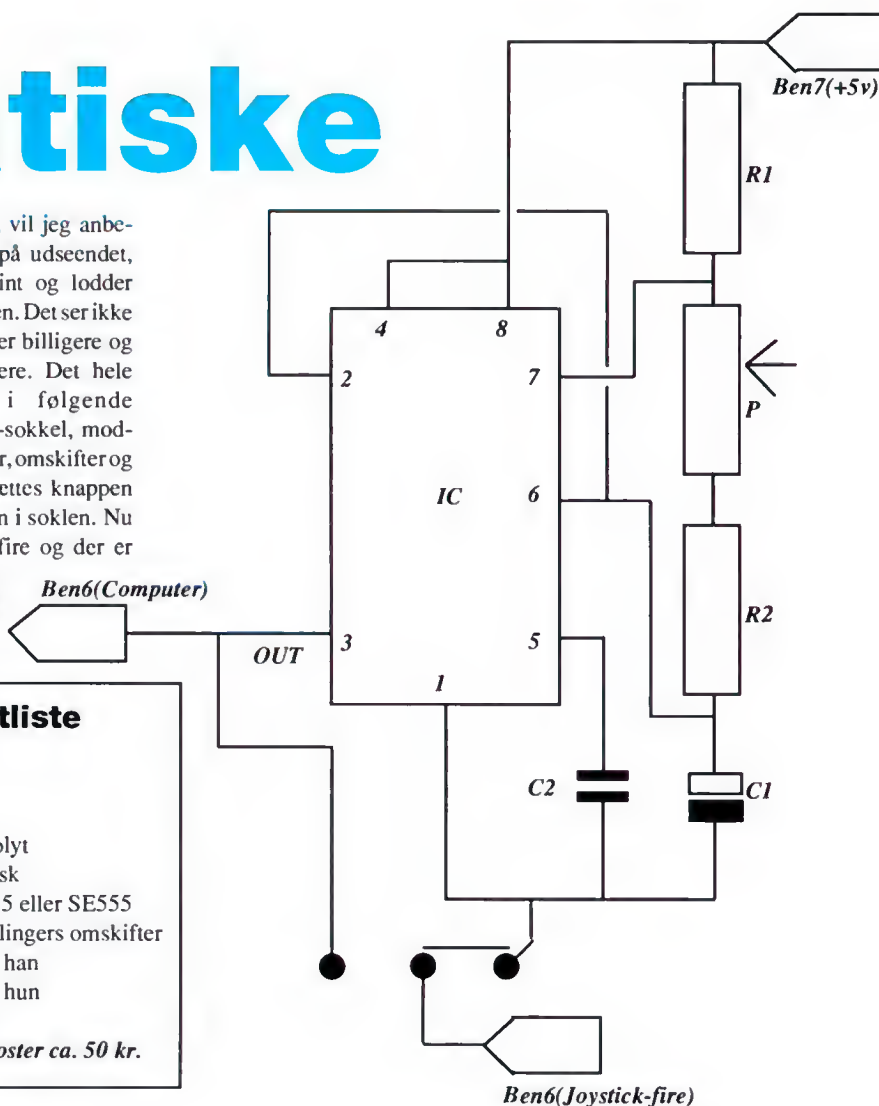 tiske
vil jeg anbe-
på udseendet,
int og lodder
en. Det ser ikke
er billigere og
ere. Det hele
i følgende
-sokkel, mod-
r, omskifter og
ettes knappen
n i soklen. Nu
fire og der er
Ben7(+5v)
R1
4
8
2
7
P
IC
6
Ben6(Computer)
R2
OUT
3
5
1
C2
C1
tliste
olyt
sk
5 eller SE555
llingers omskifter
han
hun
oster ca. 50 kr.
Ben6(Joystick-fire)